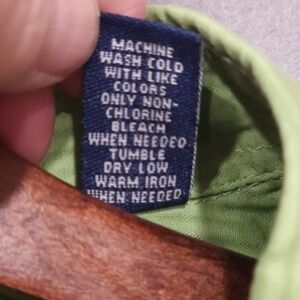 MACHINE
WASH COLD
WITH LIKE
COLORS
ONLY NON-
CHLORINE
BLEACH
WHEN NEEDED
TUMBLE
DRY LOW
WARM IRON
WHEN NEEDED